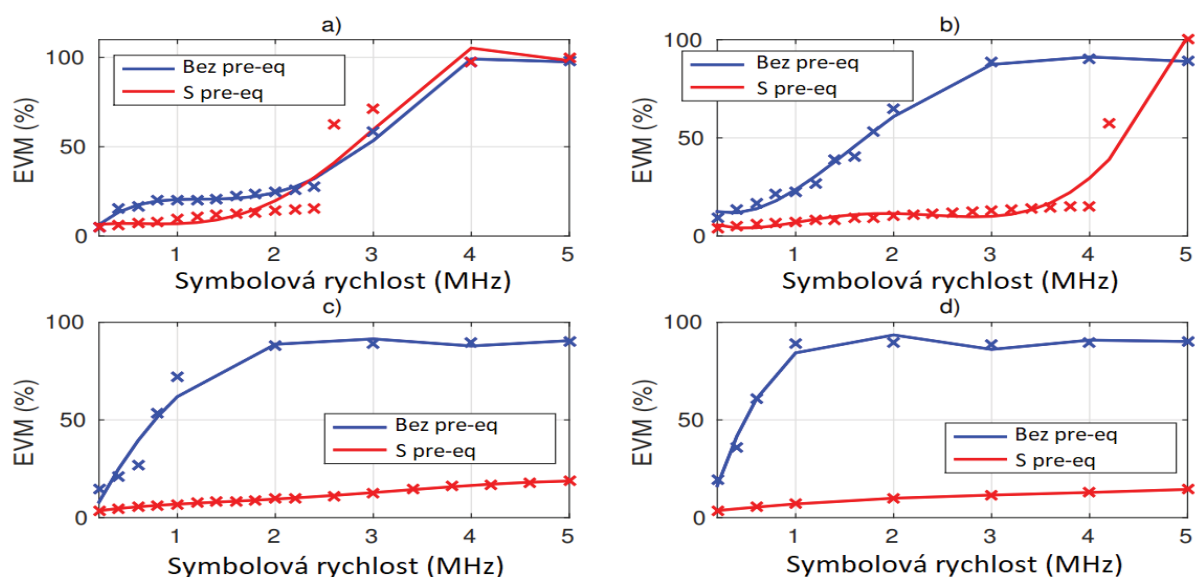 a)
EVM (%)
100
50
0
Bez pre-eq
S pre-eq
1 2 3 4 5
Symbolová rychlost (MHz)
b)
EVM (%)
100
50
0
Bez pre-eq
S pre-eq
1 2 3 4 5
Symbolová rychlost (MHz)
c)
EVM (%)
100
50
0
Bez pre-eq
S pre-eq
1 2 3 4 5
Symbolová rychlost (MHz)
d)
EVM (%)
100
50
0
Bez pre-eq
S pre-eq
1 2 3 4 5
Symbolová rychlost (MHz)